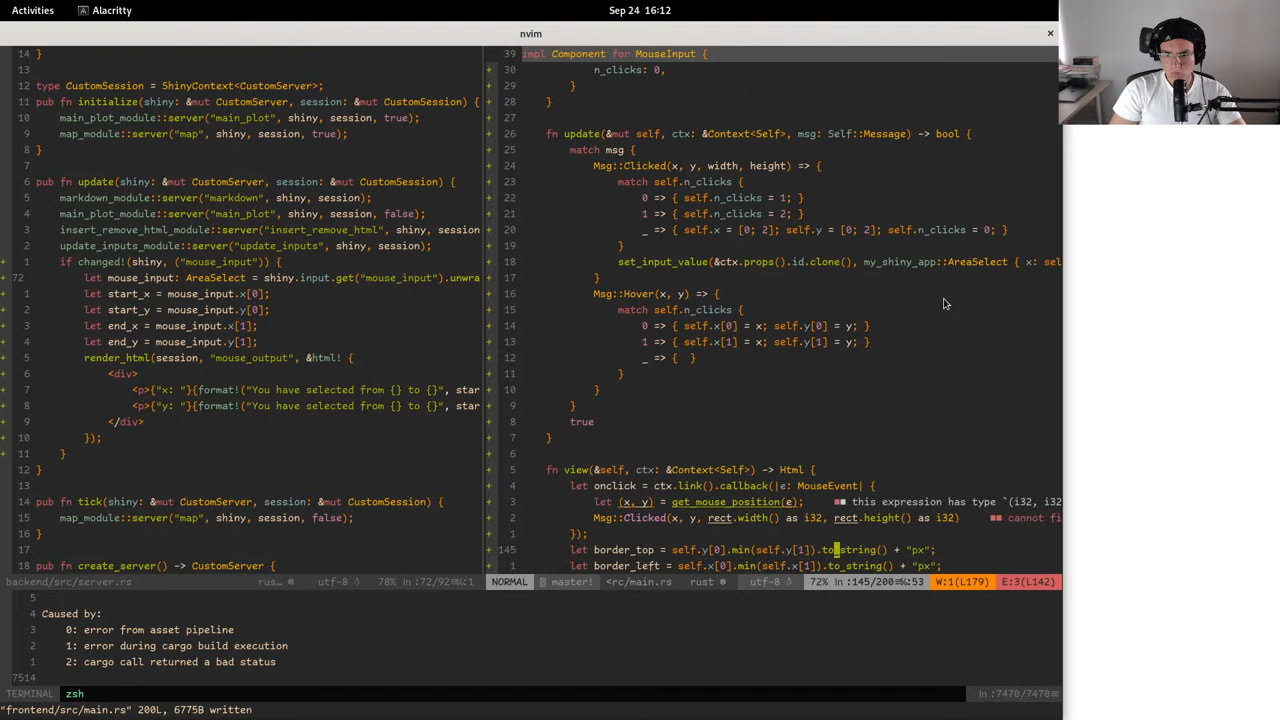 Activities
Alacritty
Sep 24 16:12
nvim
×
14 }
13
12 type CustomSession = ShinyContext<CustomServer>;
11 pub fn initialize(shiny: &mut CustomServer, session: &mut CustomSession) {
10 main_plot_module::server("main_plot", shiny, session, true);
9 map_module::server("map", shiny, session, true);
8 }
7
6 pub fn update(shiny: &mut CustomServer, session: &mut CustomSession) {
5 markdown_module::server("markdown", shiny, session);
4 main_plot_module::server("main_plot", shiny, session, false);
3 insert_remove_html_module::server("insert_remove_html", shiny, session
2 update_inputs_module::server("update_inputs", shiny, session);
+ 1 if changed!(shiny, ("mouse_input")) {
+ 72 let mouse_input: AreaSelect = shiny.input.get("mouse_input").unwra
+ 1 let start_x = mouse_input.x[0];
+ 2 let start_y = mouse_input.y[0];
+ 3 let end_x = mouse_input.x[1];
+ 4 let end_y = mouse_input.y[1];
+ 5 render_html(session, "mouse_output", &html! {
+ 6 <div>
+ 7 <p>{"x: "}{format!("You have selected from {} to {}", star
+ 8 <p>{"y: "}{format!("You have selected from {} to {}", star
+ 9 </div>
+ 10 });
+ 11 }
12 }
13
14 pub fn tick(shiny: &mut CustomServer, session: &mut CustomSession) {
15 map_module::server("map", shiny, session, false);
16 }
17
18 pub fn create_server() -> CustomServer {
backend/src/server.rs rus… utf-8 78% ln :72/92 :1
39 impl Component for MouseInput {
+ 30 n_clicks: 0,
+ 29 }
+ 28 }
+ 27
+ 26 fn update(&mut self, ctx: &Context<Self>, msg: Self::Message) -> bool {
+ 25 match msg {
+ 24 Msg::Clicked(x, y, width, height) => {
+ 23 match self.n_clicks {
+ 22 0 => { self.n_clicks = 1; }
+ 21 1 => { self.n_clicks = 2; }
+ 20 _ => { self.x = [0; 2]; self.y = [0; 2]; self.n_clicks = 0; }
+ 19 }
+ 18 set_input_value(&ctx.props().id.clone(), my_shiny_app::AreaSelect { x: sel
+ 17 }
+ 16 Msg::Hover(x, y) => {
+ 15 match self.n_clicks {
+ 14 0 => { self.x[0] = x; self.y[0] = y; }
+ 13 1 => { self.x[1] = x; self.y[1] = y; }
+ 12 _ => { }
+ 11 }
+ 10 }
+ 9 }
+ 8 true
+ 7 }
+ 6
+ 5 fn view(&self, ctx: &Context<Self>) -> Html {
+ 4 let onclick = ctx.link().callback(|e: MouseEvent| {
+ 3 let (x, y) = get_mouse_position(e); ■■ this expression has type `(i32, i32
+ 2 Msg::Clicked(x, y, rect.width() as i32, rect.height() as i32) ■■ cannot fi
+ 1 });
+ 145 let border_top = self.y[0].min(self.y[1]).to_string() + "px";
+ 1 let border_left = self.x[0].min(self.x[1]).to_string() + "px";
NORMAL master! <rc/main.rs rust utf-8 72% ln :145/200 :53 W:1(L179) E:3(L142)
5
4 Caused by:
3 0: error from asset pipeline
2 1: error during cargo build execution
1 2: cargo call returned a bad status
7514
TERMINAL zsh ln :7470/7470
"frontend/src/main.rs" 200L, 6775B written